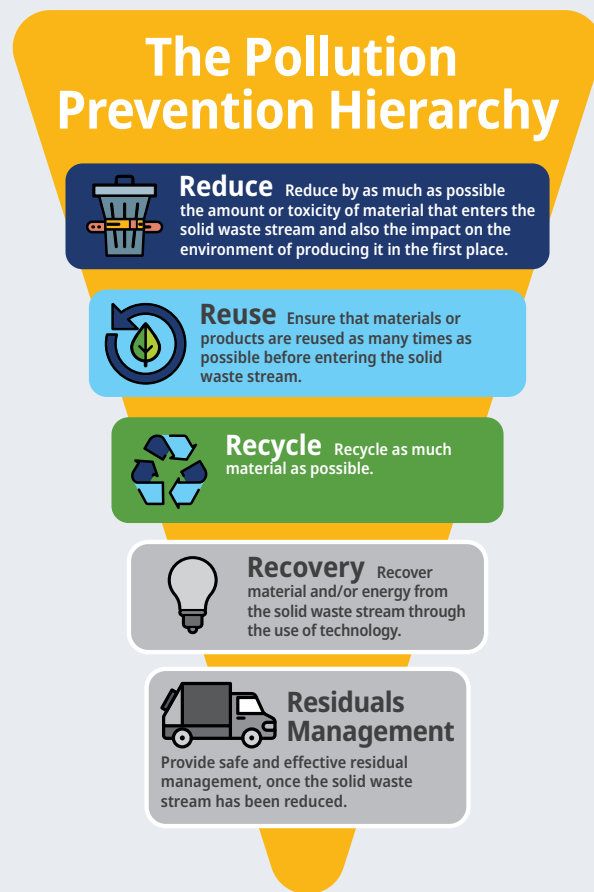 The Pollution
Prevention Hierarchy
Reduce Reduce by as much as possible
the amount or toxicity of material that enters the
solid waste stream and also the impact on the
environment of producing it in the first place.
Reuse Ensure that materials or
products are reused as many times as
possible before entering the solid
waste stream.
Recycle Recycle as much
material as possible.
Recovery Recover
material and/or energy from
the solid waste stream through
the use of technology.
Residuals
Management
Provide safe and effective residual
management, once the solid waste
stream has been reduced.